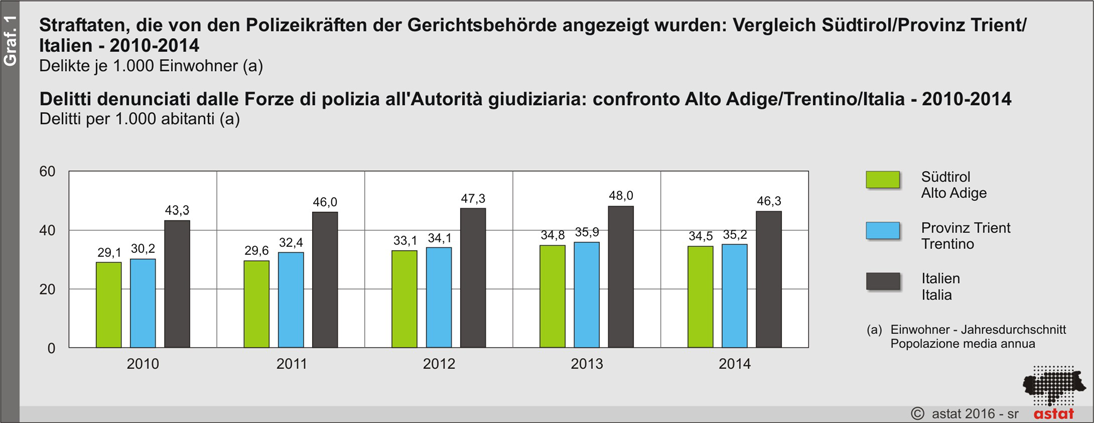 Graf. 1
Straftaten, die von den Polizeikräften der Gerichtsbehörde angezeigt wurden: Vergleich Südtirol/Provinz Trient/
Italien - 2010-2014
Delikte je 1.000 Einwohner (a)
Delitti denunciati dalle Forze di polizia all'Autorità giudiziaria: confronto Alto Adige/Trentino/Italia - 2010-2014
Delitti per 1.000 abitanti (a)
60
40
20
0
29,1
30,2
43,3
29,6
32,4
46,0
33,1
34,1
47,3
34,8
35,9
48,0
34,5
35,2
46,3
2010
2011
2012
2013
2014
Südtirol
Alto Adige
Provinz Trient
Trentino
Italien
Italia
(a) Einwohner - Jahresdurchschnitt
Popolazione media annua
© astat 2016 - sr
astat